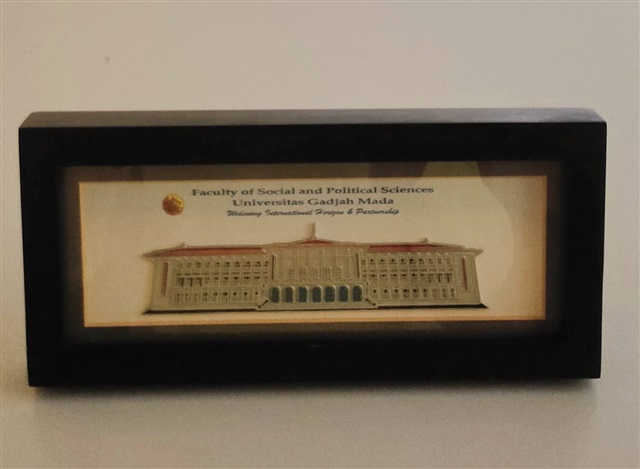 Faculty of Social and Political Sciences
Universitas Gadjah Mada
Widening International Horizon & Partnership